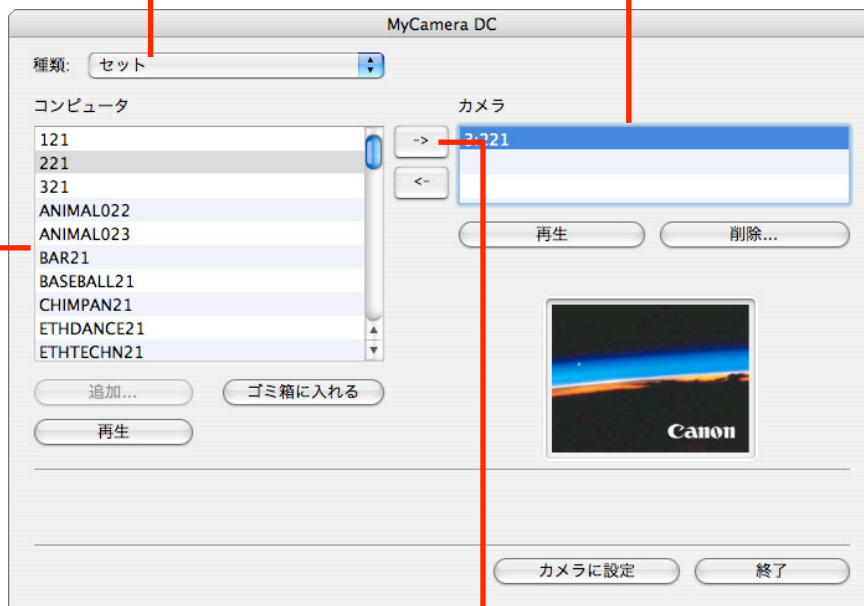 MyCamera DC
種類: セット
コンピュータ
カメラ
121
221
321
ANIMAL022
ANIMAL023
BAR21
BASEBALL21
CHIMPAN21
ETHDANCE21
ETHTECHN21
->
<-
3:221
再生
削除...
追加...
ゴミ箱に入れる
再生
Canon
カメラに設定
終了